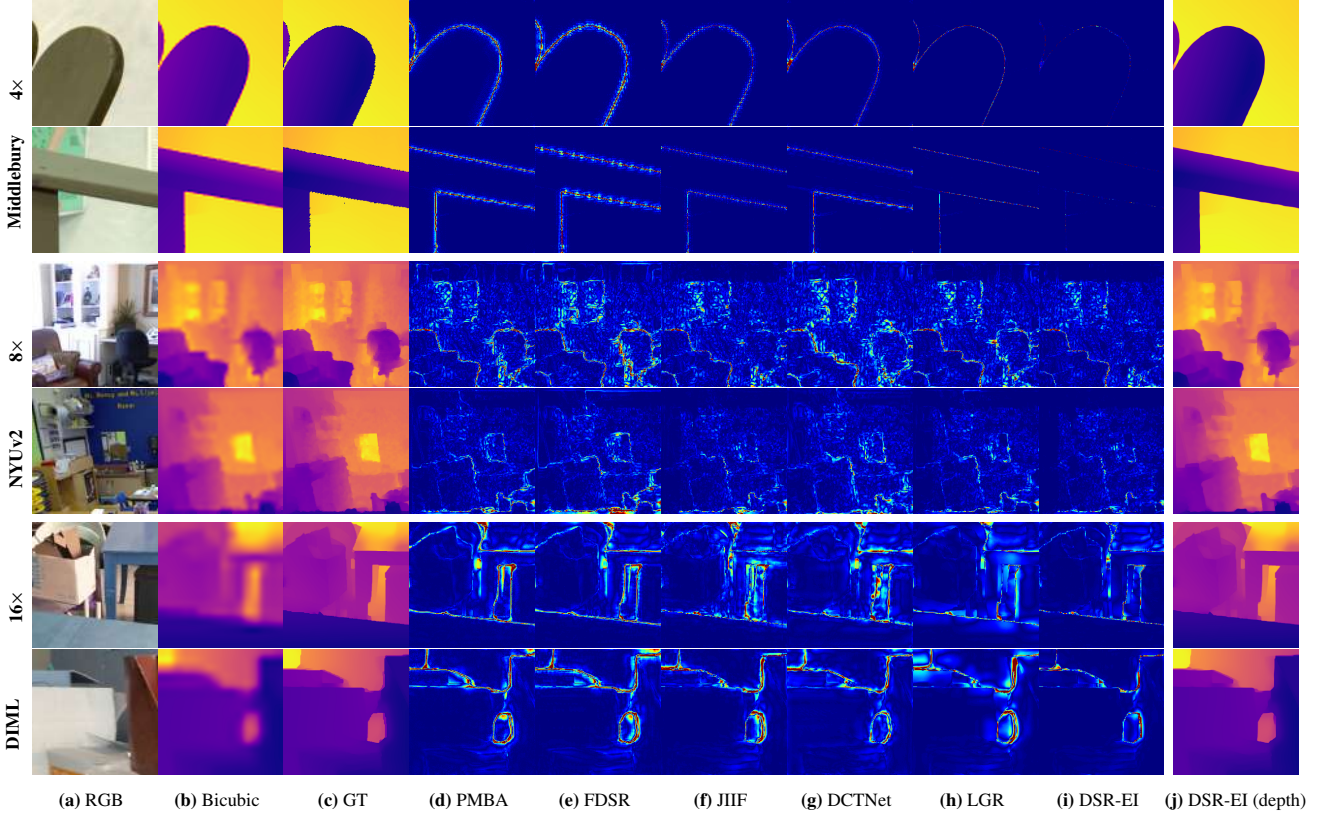 4×
Middlebury
8×
NYUv2
16×
DIML
(a) RGB
(b) Bicubic
(c) GT
(d) PMBA
(e) FDSR
(f) JIIF
(g) DCTNet
(h) LGR
(i) DSR-EI
(j) DSR-EI (depth)